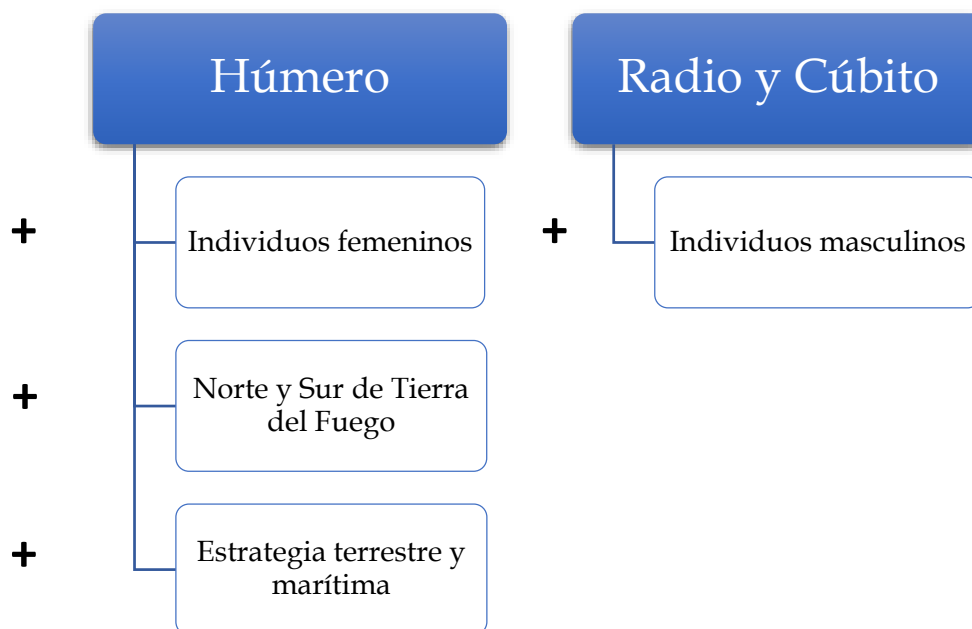 Húmero
+
Individuos femeninos
+
Norte y Sur de Tierra
del Fuego
+
Estrategia terrestre y
marítima
Radio y Cúbito
+
Individuos masculinos